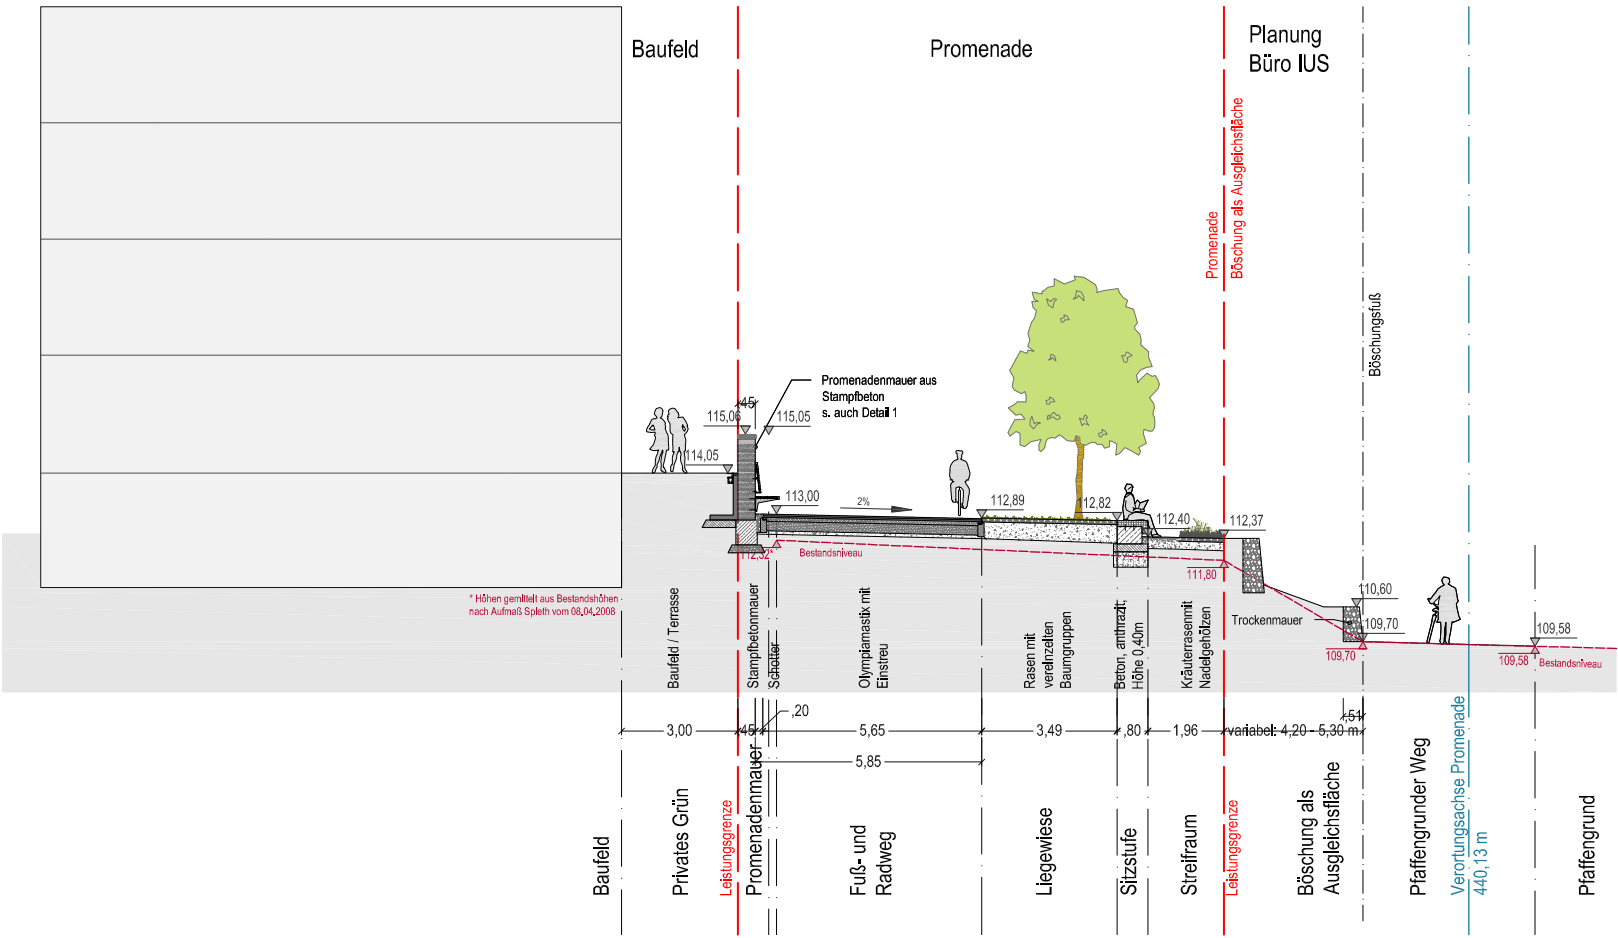 Baufeld
Promenade
Planung
Büro IUS
Promenade
Böschung als Ausgleichsfläche
Böschungsfuß
Promenadenmauer aus
Stampfbeton
s. auch Detail 1
45
115,06
115,05
114,05
113,00
2%
112,89
112,82
112,40
112,37
112,52*
Bestandsniveau
111,80
110,60
Trockenmauer
109,70
109,70
109,58
109,58
Bestandsniveau
* Höhen gemittelt aus Bestandshöhen
nach Aufmaß Spleth vom 08.04.2008
Baufeld / Terrasse
Stampfbetonmauer
Schotter
Olympiamastix mit
Einstreu
Rasen mit
vereinzelten
Baumgruppen
Beton, anthrazit,
Höhe 0,40m
Kräuterrasenmit
Nadelgehölzen
3,00
45
,20
5,65
3,49
,80
1,96
variabel: 4,20 - 5,30 m
,51
5,85
Baufeld
Privates Grün
Leistungsgrenze
Promenadenmauer
Fuß- und
Radweg
Liegewiese
Sitzstufe
Streifraum
Leistungsgrenze
Böschung als
Ausgleichsfläche
Pfaffengrunder Weg
Verortungsachse Promenade
440,13 m
Pfaffengrund